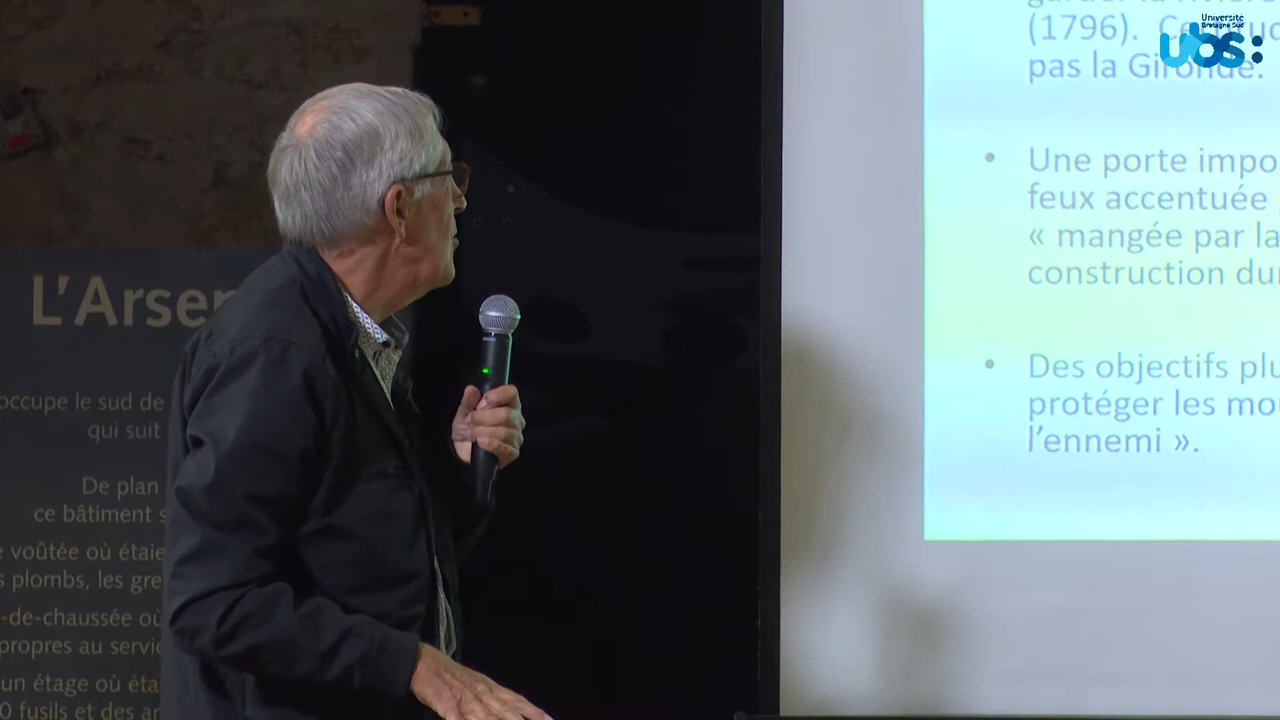 L'Arsen
occupe le sud de
qui suit
De plan
ce bâtiment s
voûtée où étaie
s plombs, les gre
-de-chaussée où
propres au servic
un étage où éta
0 fusils et des ar
(1796). Ce
pas la Gironde.
• Une porte impo
feux accentuée
« mangée par la
construction du
• Des objectifs plu
protéger les mo
l'ennemi ».
Université
Bretagne Sud
ubs: